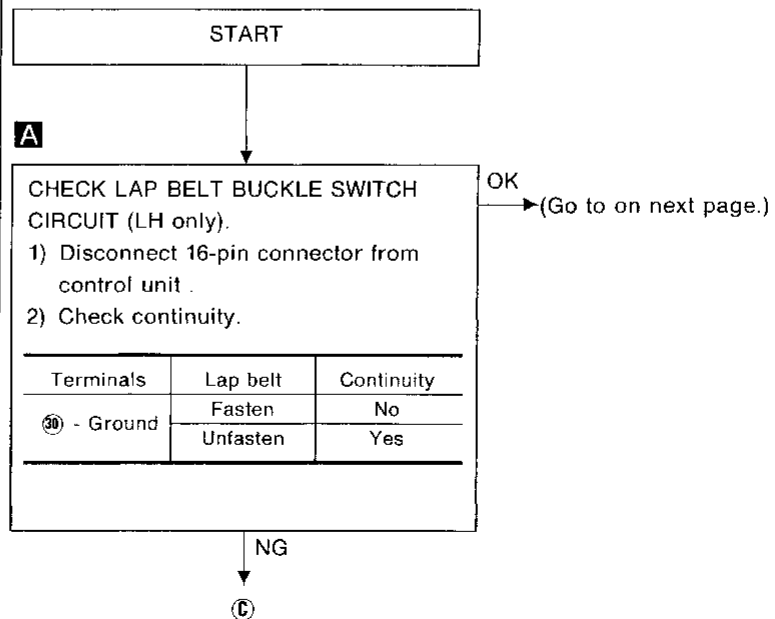 START
A
CHECK LAP BELT BUCKLE SWITCH
CIRCUIT (LH only).
1) Disconnect 16-pin connector from
control unit .
2) Check continuity.
Terminals Lap belt Continuity
㉚ - Ground Fasten No
Unfasten Yes
OK
(Go to on next page.)
NG
Ⓒ